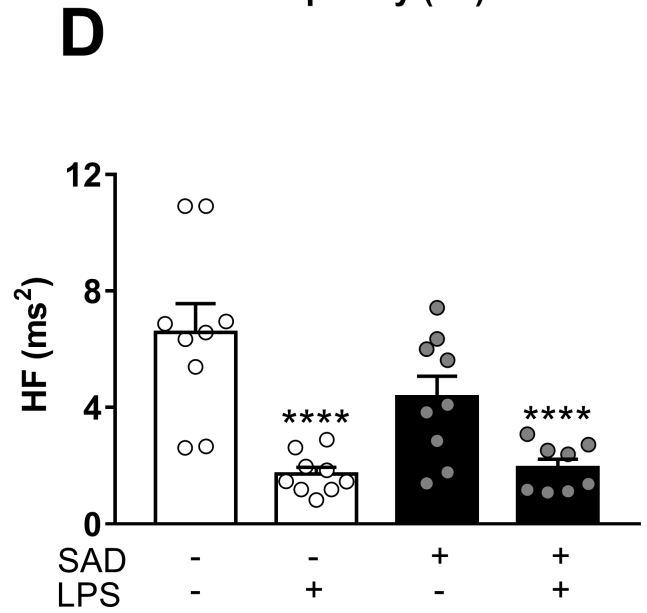 D
12
8
4
0
HF (ms²)
****
****
SAD - - + +
LPS - + - +